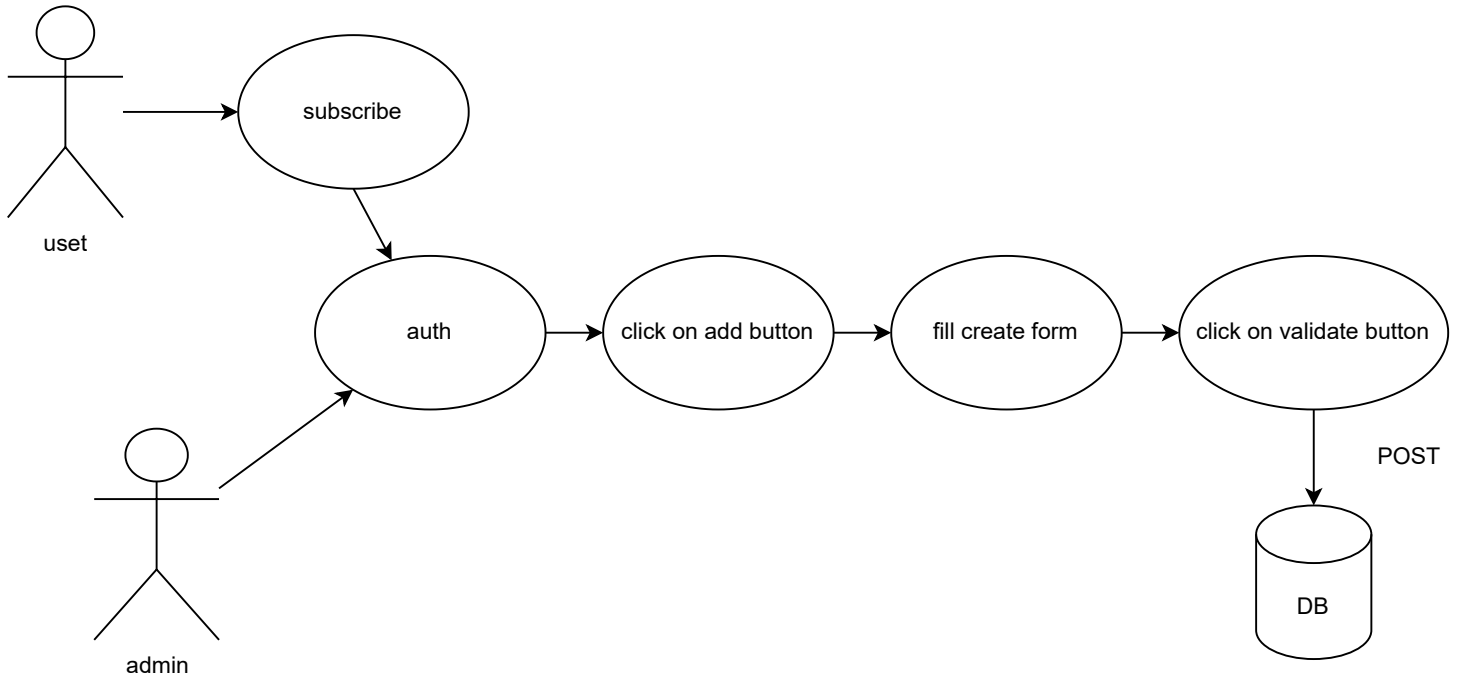 subscribe
uset
auth
click on add button
fill create form
click on validate button
POST
DB
admin